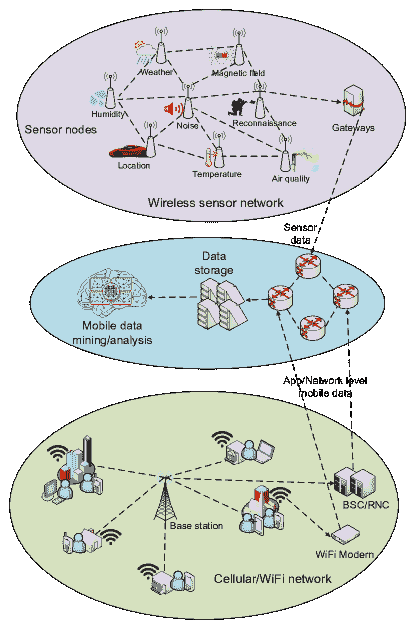 Weather
Magnetic field
Humidity
Noise
Reconnaissance
Gateways
Sensor nodes
Location
Temperature
Air quality
Wireless sensor network
Sensor
data
Data
storage
Mobile data
mining/analysis
App/Network level
mobile data
BSC/RNC
Base station
WiFi Modern
Cellular/WiFi network